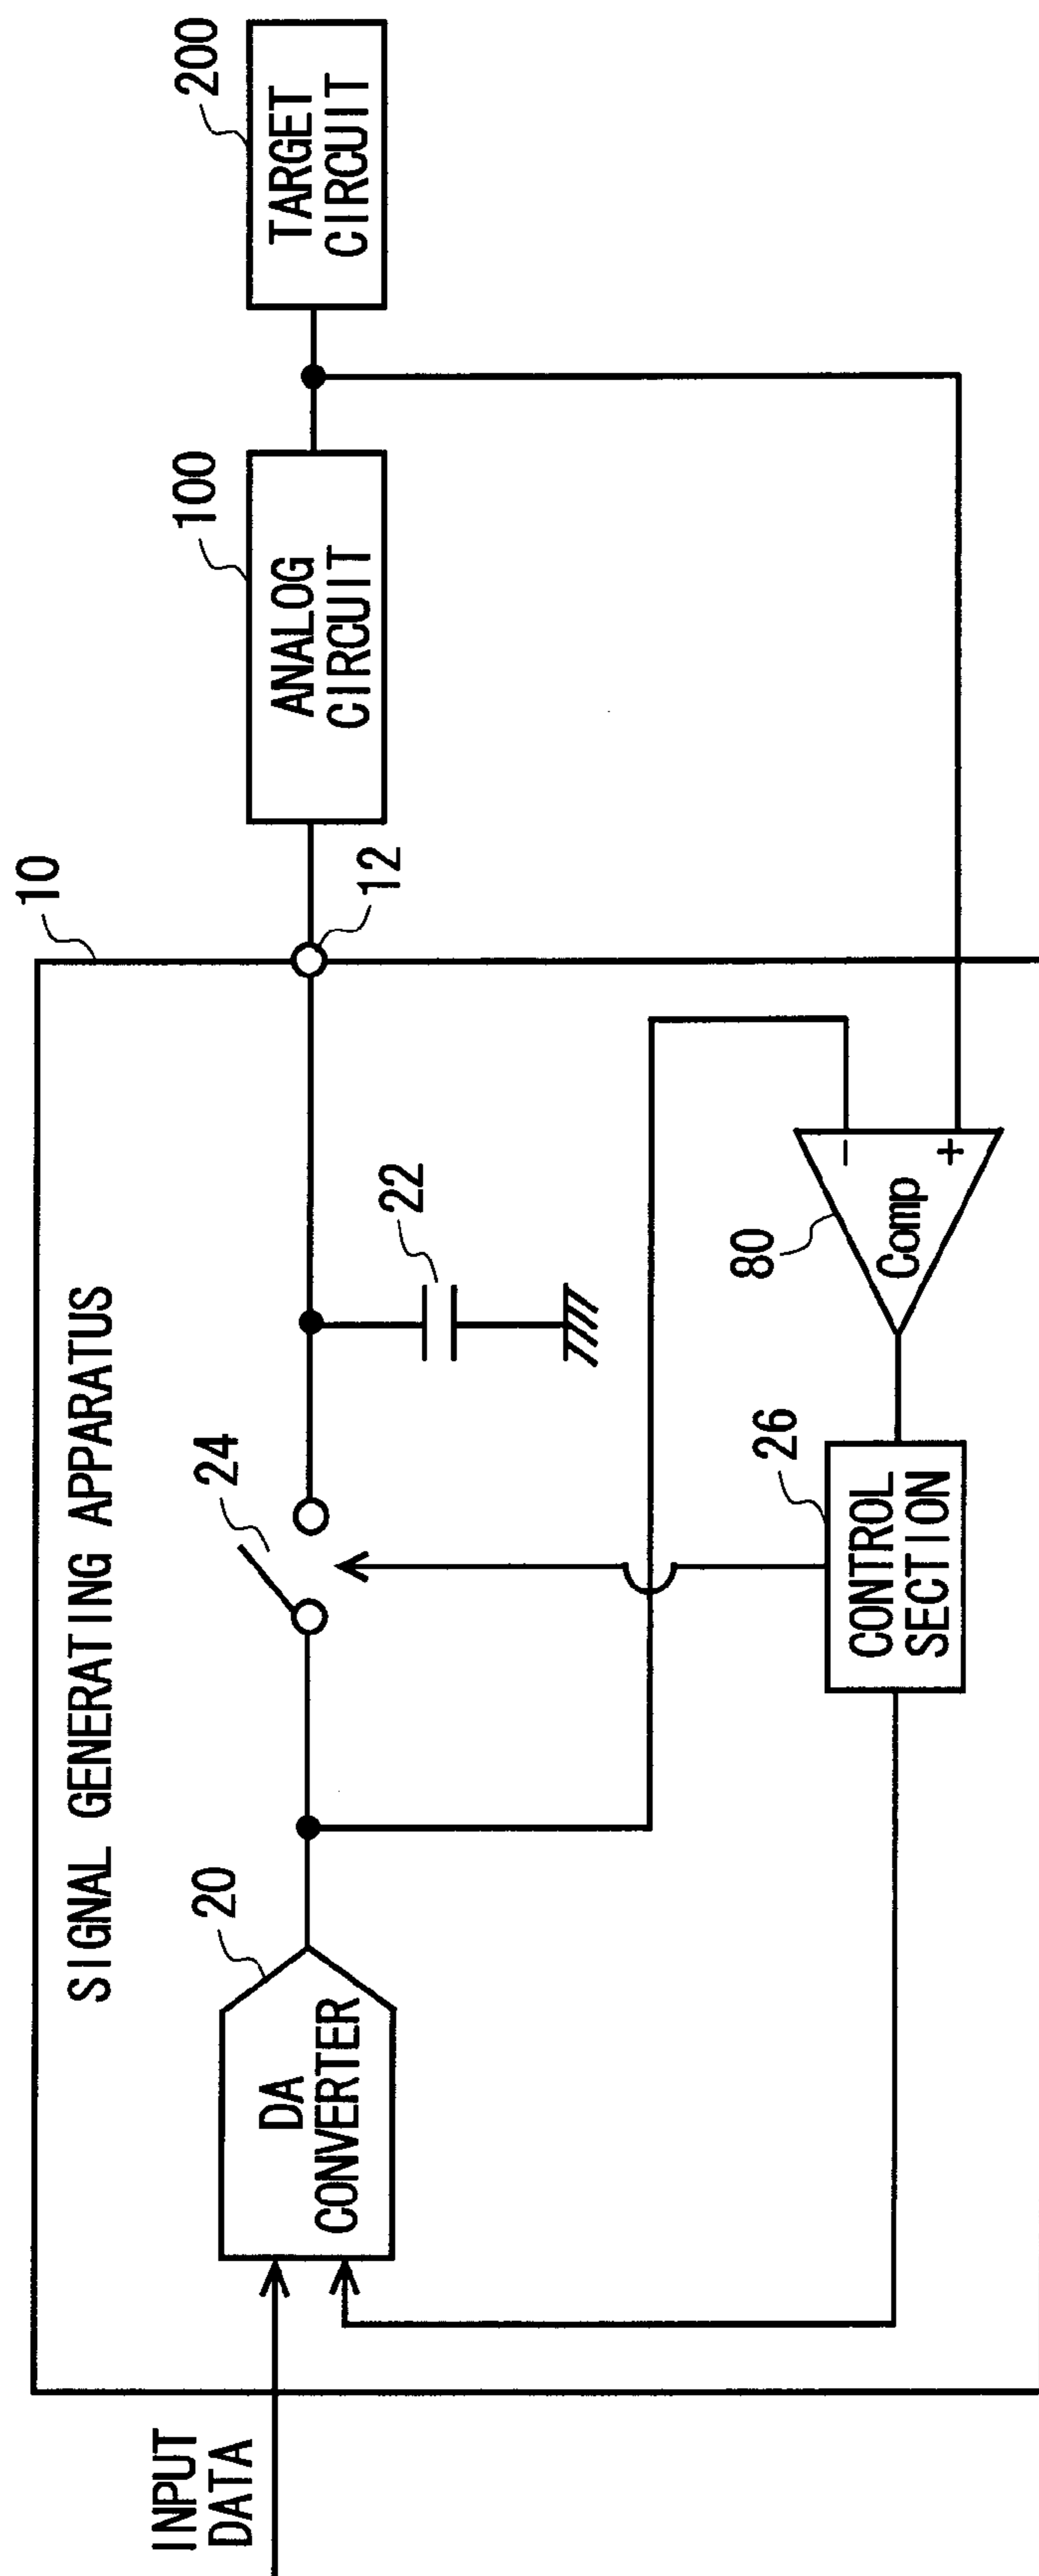 SIGNAL GENERATING APPARATUS
10
INPUT
DATA
20
DA
CONVERTER
24
22
12
100
ANALOG
CIRCUIT
200
TARGET
CIRCUIT
26
CONTROL
SECTION
80
Comp
-
+